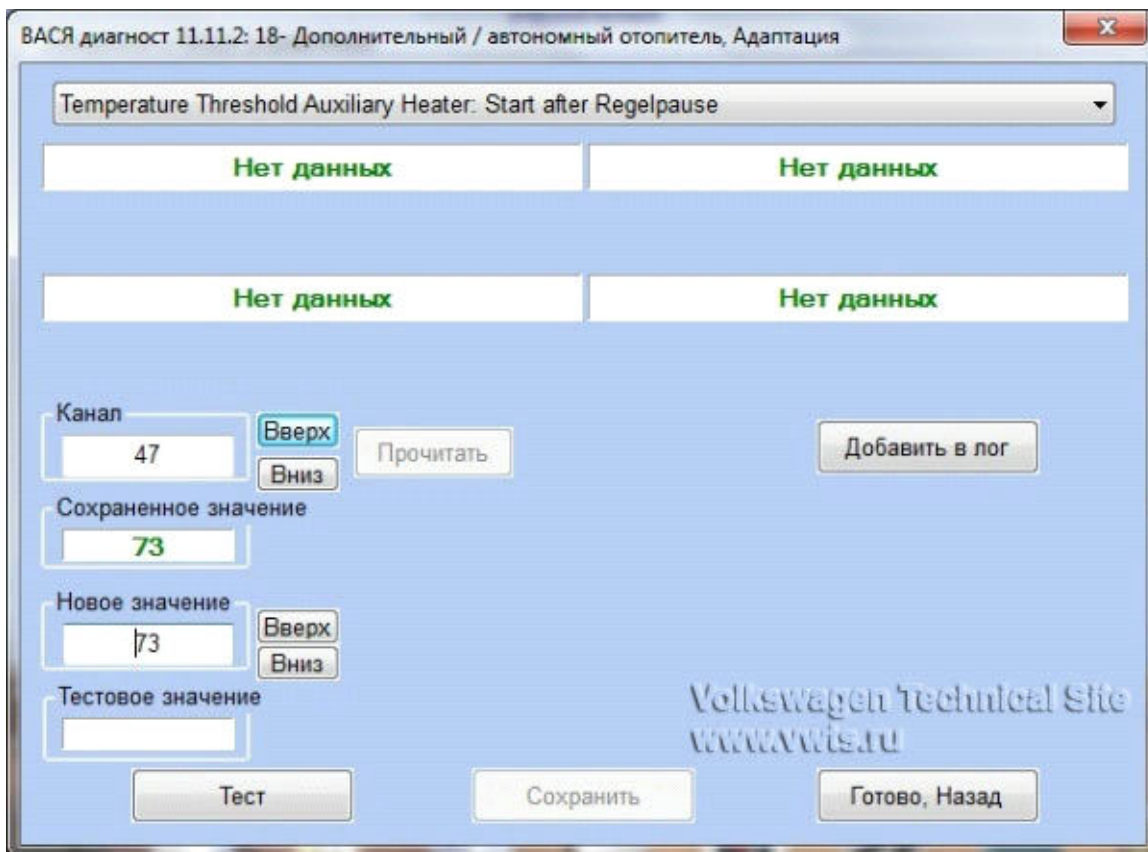 ВАСЯ диагност 11.11.2: 18- Дополнительный / автономный отопитель, Адаптация
Temperature Threshold Auxiliary Heater: Start after Regelpause
Нет данных Нет данных
Нет данных Нет данных
Канал
47
Вверх
Вниз
Прочитать
Добавить в лог
Сохраненное значение
73
Новое значение
73
Вверх
Вниз
Тестовое значение
Volkswagen Technical Site
www.vwts.ru
Тест
Сохранить
Готово, Назад